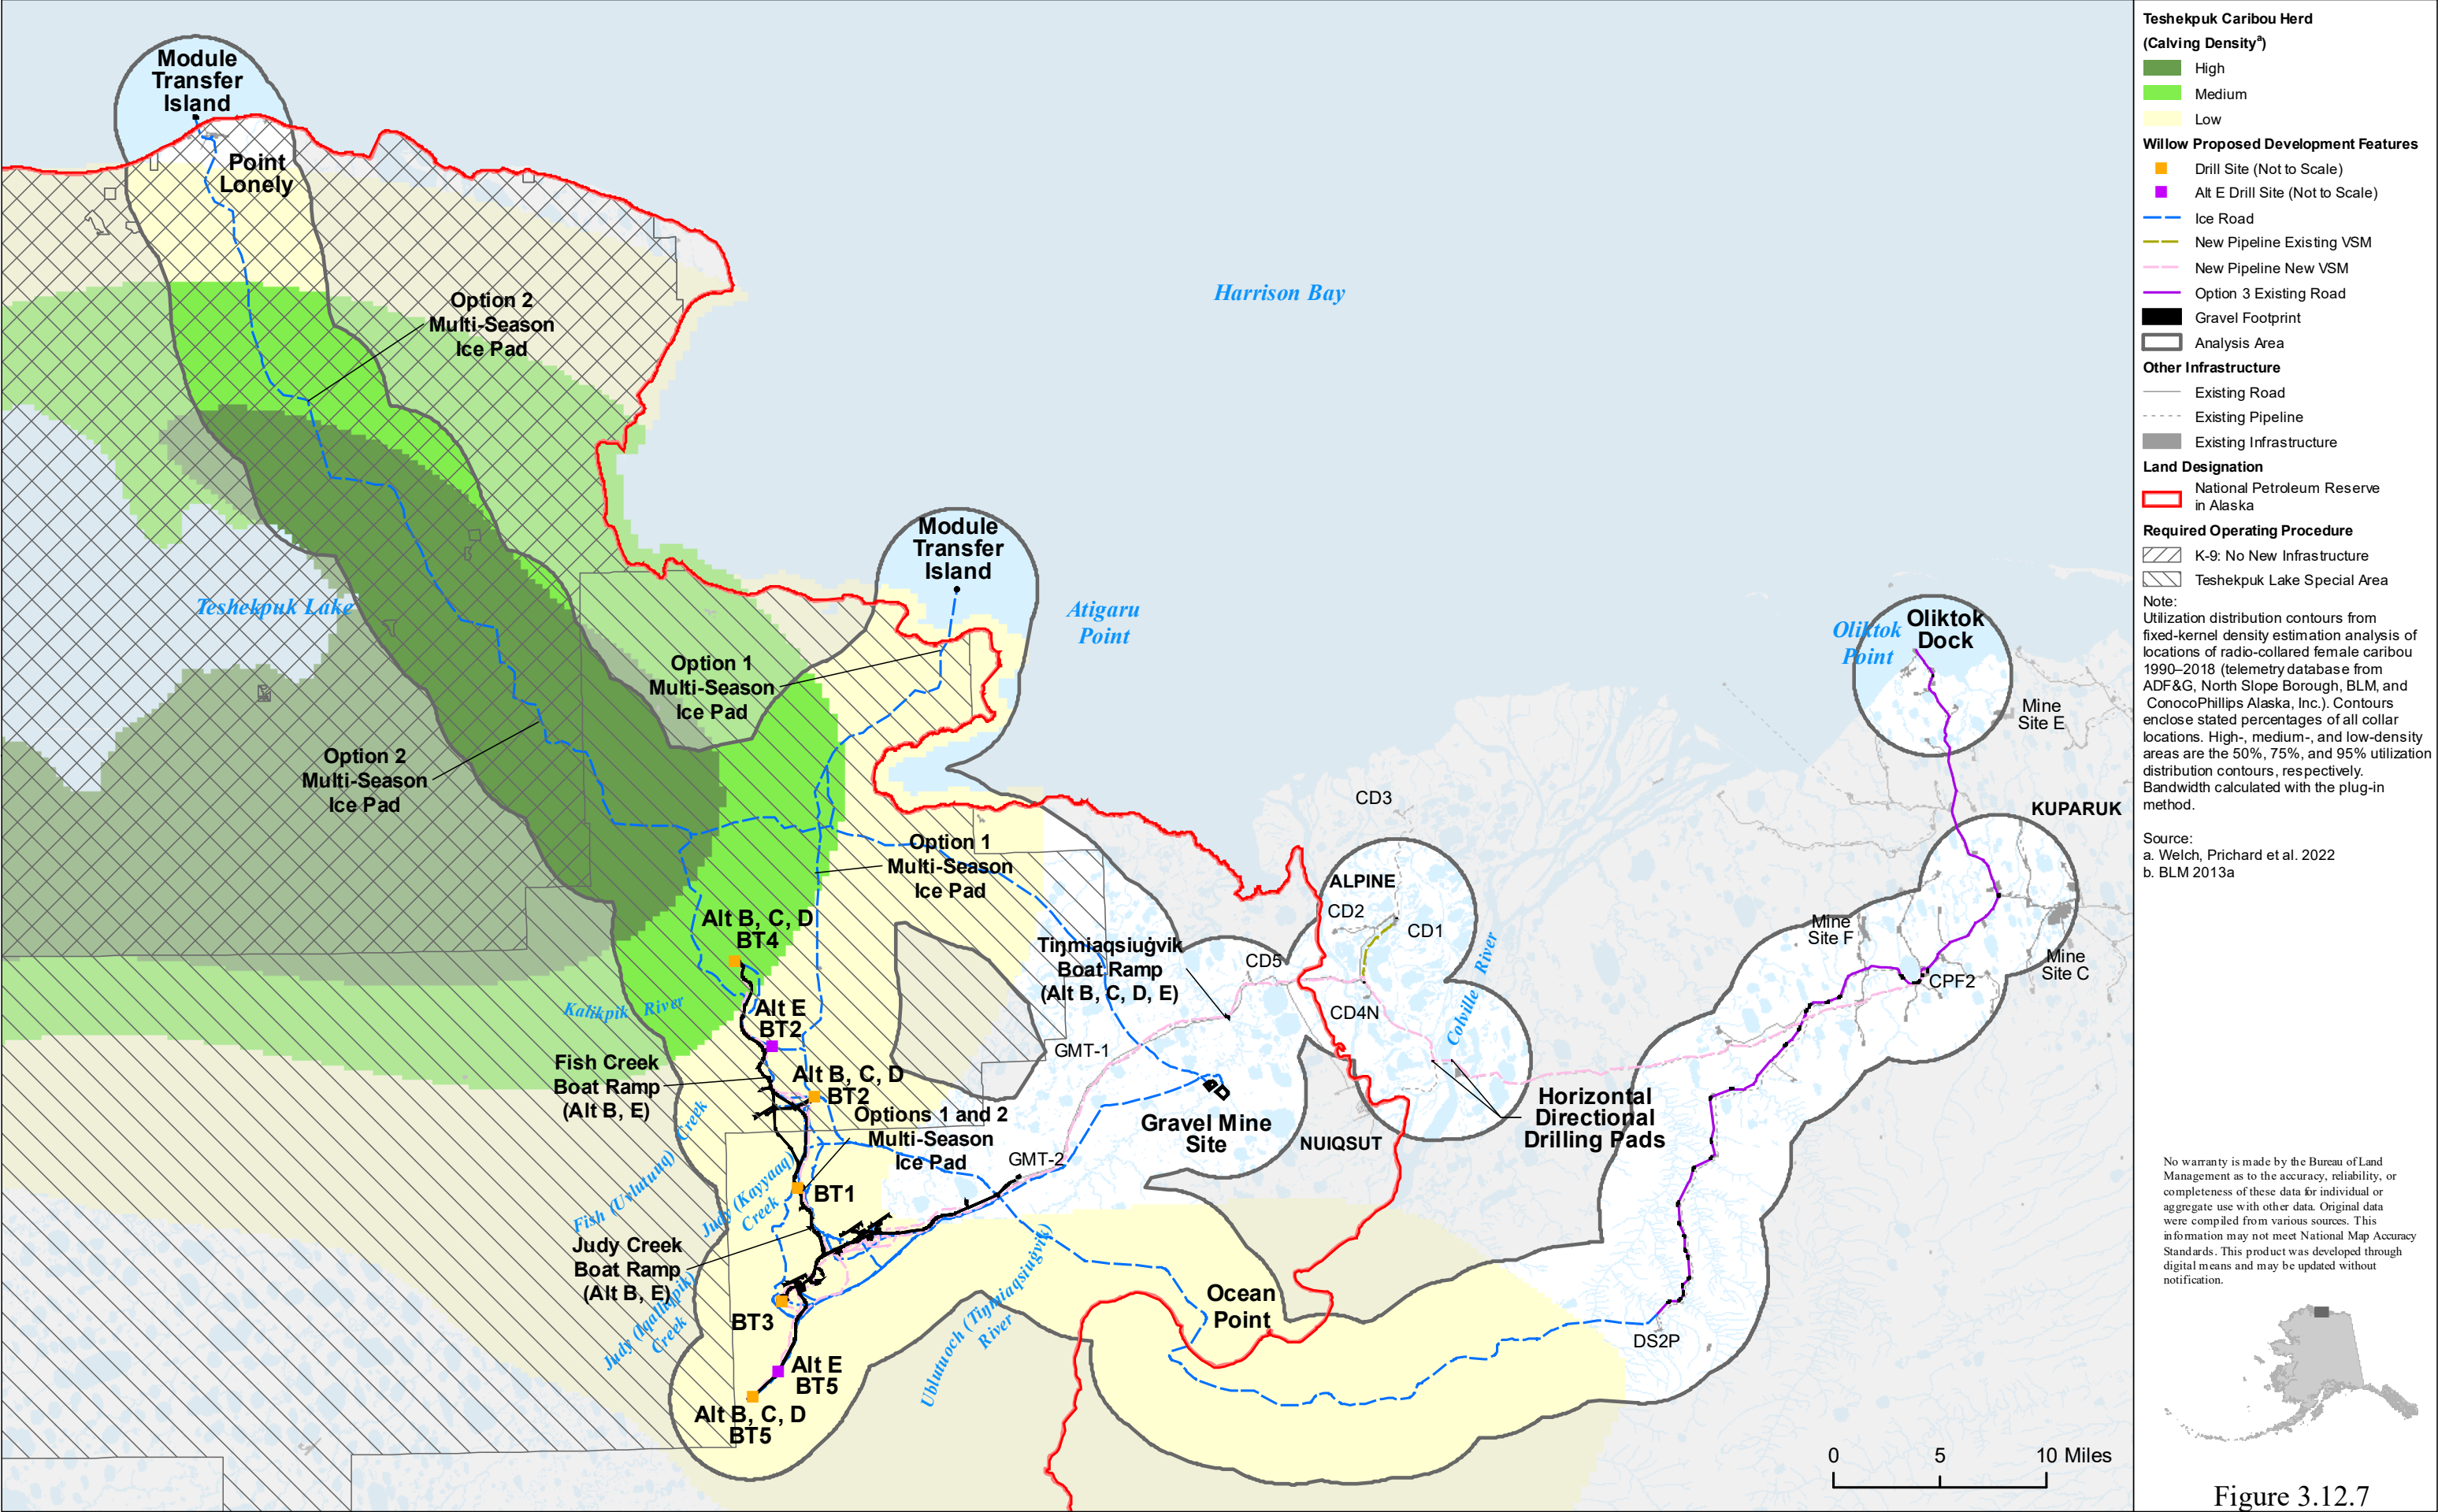 Module
Transfer
Island
Point
Lonely
Option 2
Multi-Season
Ice Pad
Harrison Bay
Teshekpuk Lake
Module
Transfer
Island
Atigaru
Point
Option 1
Multi-Season
Ice Pad
Option 2
Multi-Season
Ice Pad
Oliktok
Point
Oliktok
Dock
Mine
Site E
KUPARUK
CD3
Option 1
Multi-Season
Ice Pad
ALPINE
CD2
CD1
Alt B, C, D
BT4
Tiŋmiaqsiuġvik
Boat Ramp
(Alt B, C, D, E)
CD5
Colville River
Mine
Site F
Mine
Site C
CPF2
Kalikpik River
Alt E
BT2
CD4N
GMT-1
Fish Creek
Boat Ramp
(Alt B, E)
Alt B, C, D
BT2
Options 1 and 2
Multi-Season
Ice Pad
Gravel Mine
Site
NUIQSUT
Horizontal
Directional
Drilling Pads
GMT-2
Fish (Uvlutuuq) Creek
BT1
Judy (Kayyaaq)
Creek
Judy Creek
Boat Ramp
(Alt B, E)
Judy (Iqalliqpik)
Creek
BT3
Ublutuoch (Tiŋmiaqsiuġvik)
River
Ocean
Point
DS2P
Alt E
BT5
Alt B, C, D
BT5
0 5 10 Miles
Teshekpuk Caribou Herd
(Calving Densityª)
High
Medium
Low
Willow Proposed Development Features
Drill Site (Not to Scale)
Alt E Drill Site (Not to Scale)
Ice Road
New Pipeline Existing VSM
New Pipeline New VSM
Option 3 Existing Road
Gravel Footprint
Analysis Area
Other Infrastructure
Existing Road
Existing Pipeline
Existing Infrastructure
Land Designation
National Petroleum Reserve
in Alaska
Required Operating Procedure
K-9: No New Infrastructure
Teshekpuk Lake Special Area
Note:
Utilization distribution contours from
fixed-kernel density estimation analysis of
locations of radio-collared female caribou
1990–2018 (telemetry database from
ADF&G, North Slope Borough, BLM, and
ConocoPhillips Alaska, Inc.). Contours
enclose stated percentages of all collar
locations. High-, medium-, and low-density
areas are the 50%, 75%, and 95% utilization
distribution contours, respectively.
Bandwidth calculated with the plug-in
method.
Source:
a. Welch, Prichard et al. 2022
b. BLM 2013a
No warranty is made by the Bureau of Land
Management as to the accuracy, reliability, or
completeness of these data for individual or
aggregate use with other data. Original data
were compiled from various sources. This
information may not meet National Map Accuracy
Standards. This product was developed through
digital means and may be updated without
notification.
Figure 3.12.7